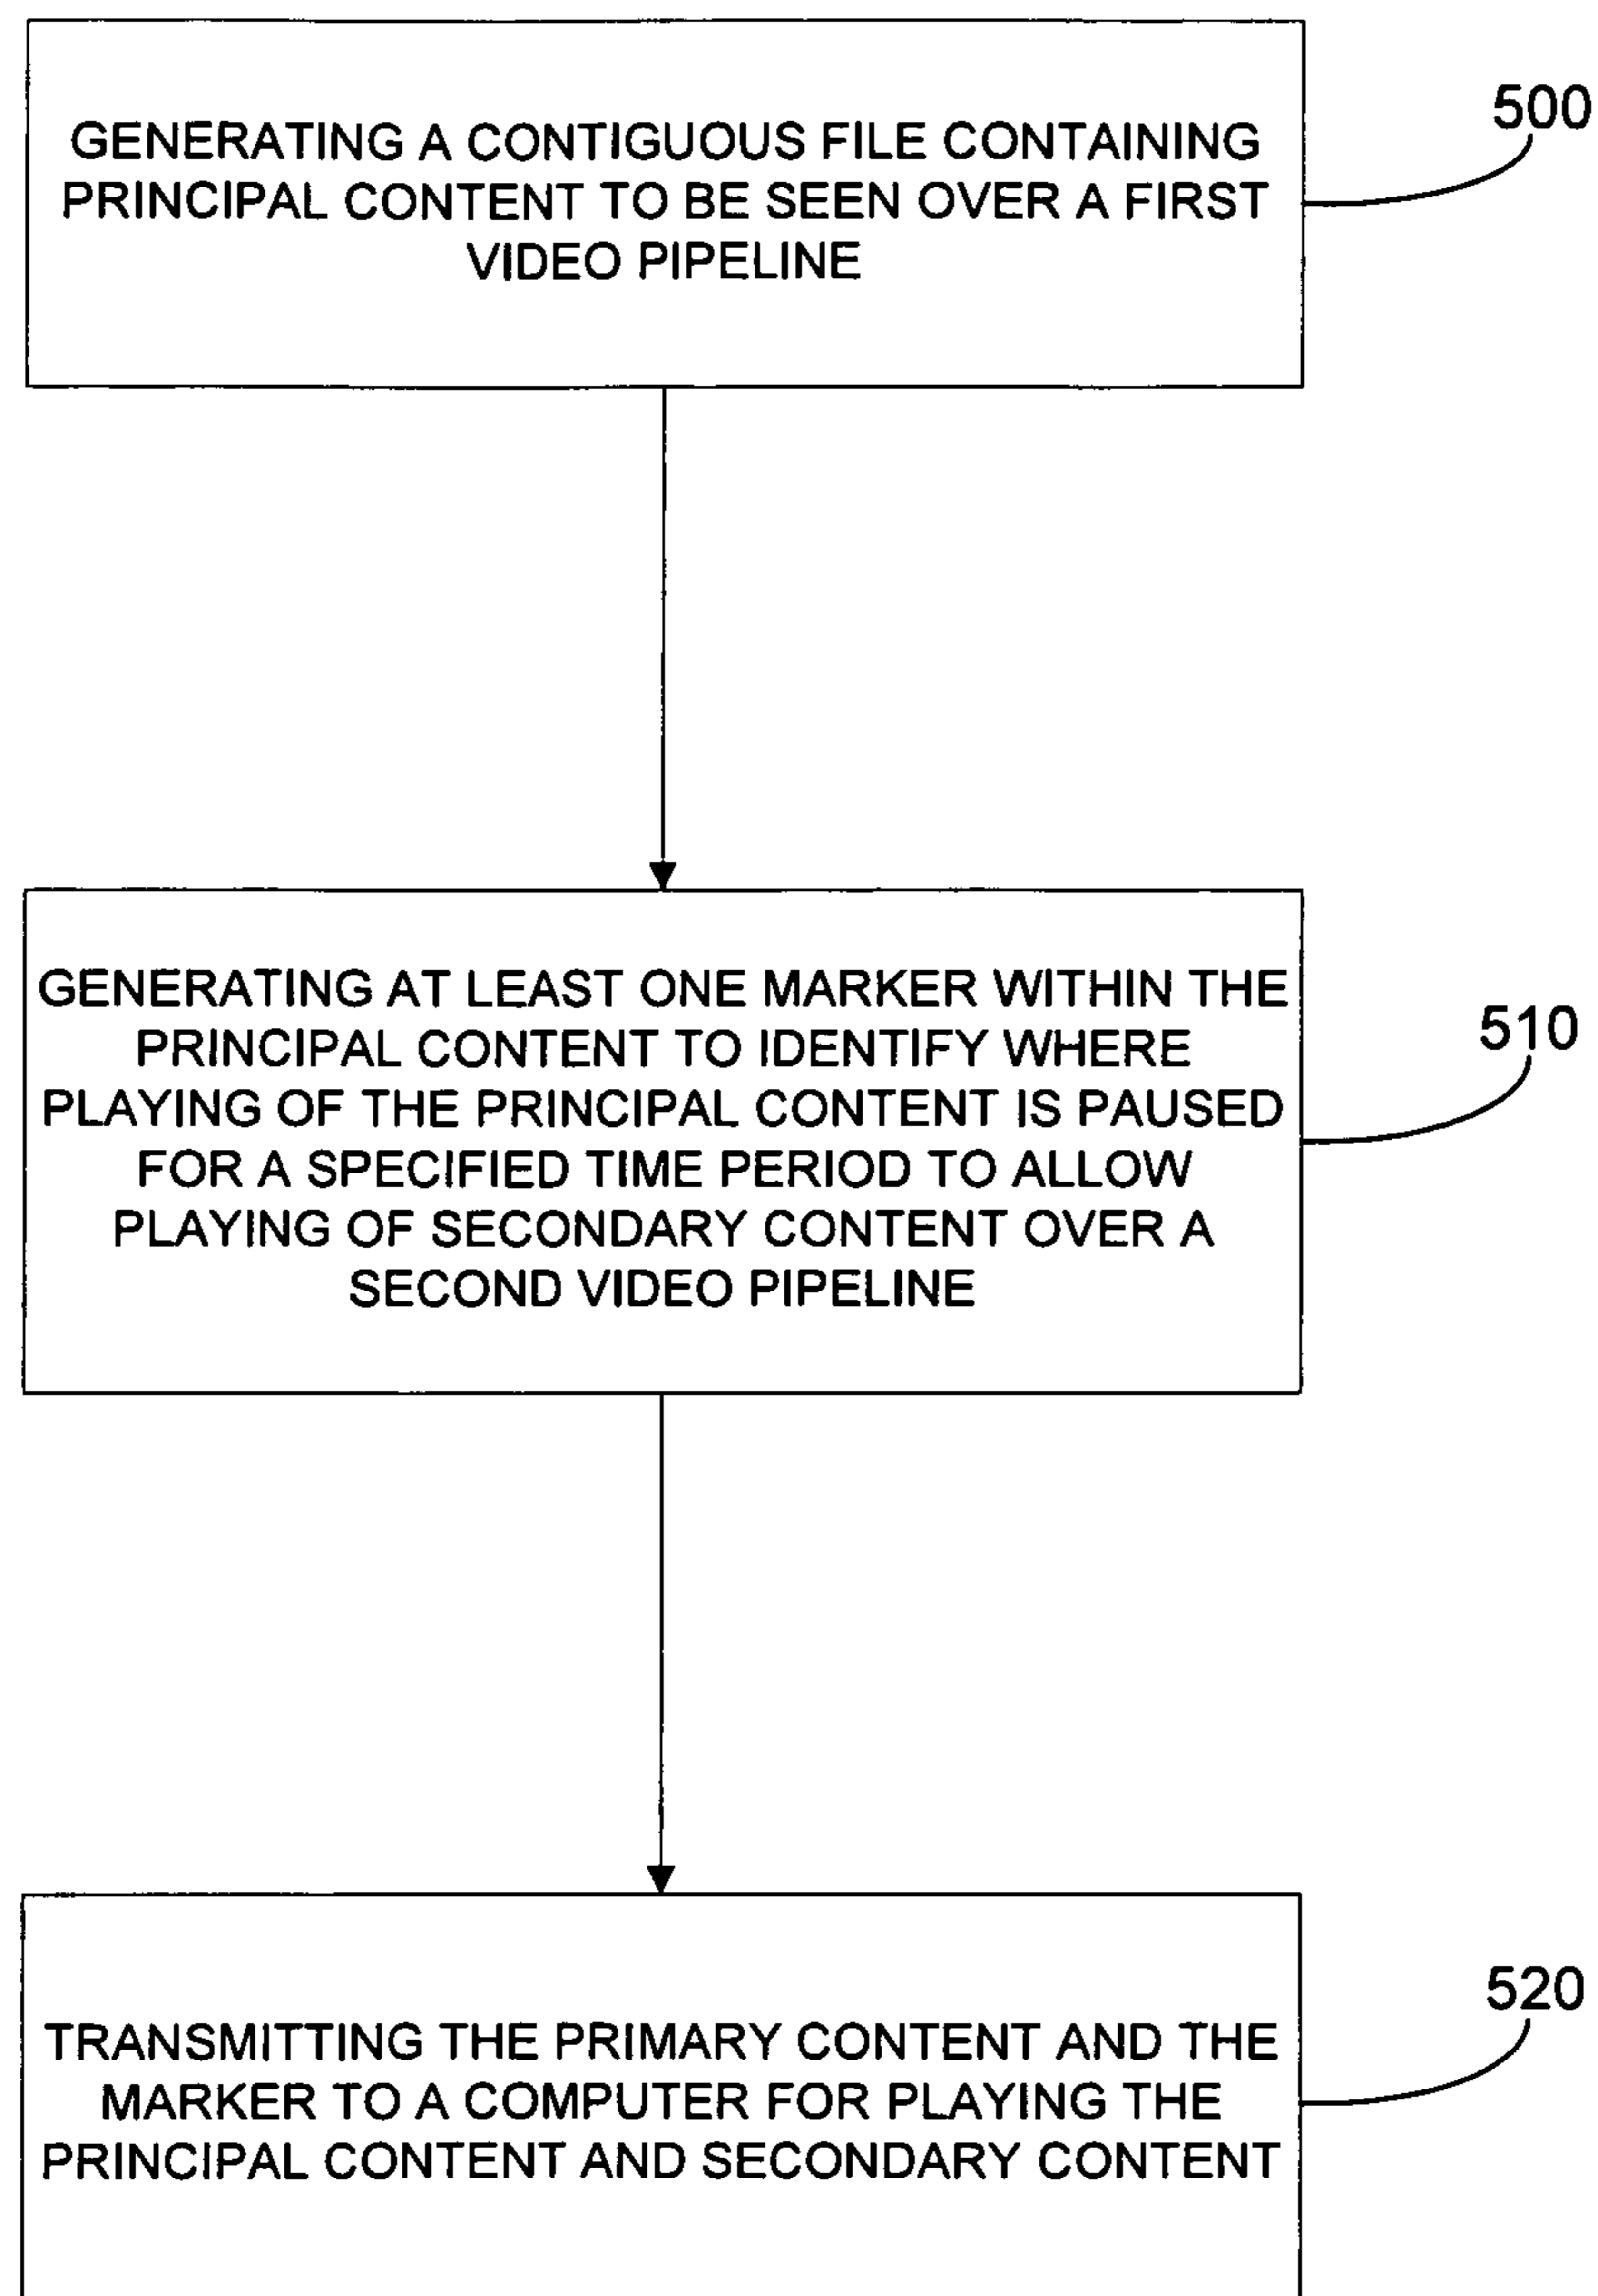 GENERATING A CONTIGUOUS FILE CONTAINING
PRINCIPAL CONTENT TO BE SEEN OVER A FIRST
VIDEO PIPELINE
500
GENERATING AT LEAST ONE MARKER WITHIN THE
PRINCIPAL CONTENT TO IDENTIFY WHERE
PLAYING OF THE PRINCIPAL CONTENT IS PAUSED
FOR A SPECIFIED TIME PERIOD TO ALLOW
PLAYING OF SECONDARY CONTENT OVER A
SECOND VIDEO PIPELINE
510
TRANSMITTING THE PRIMARY CONTENT AND THE
MARKER TO A COMPUTER FOR PLAYING THE
PRINCIPAL CONTENT AND SECONDARY CONTENT
520